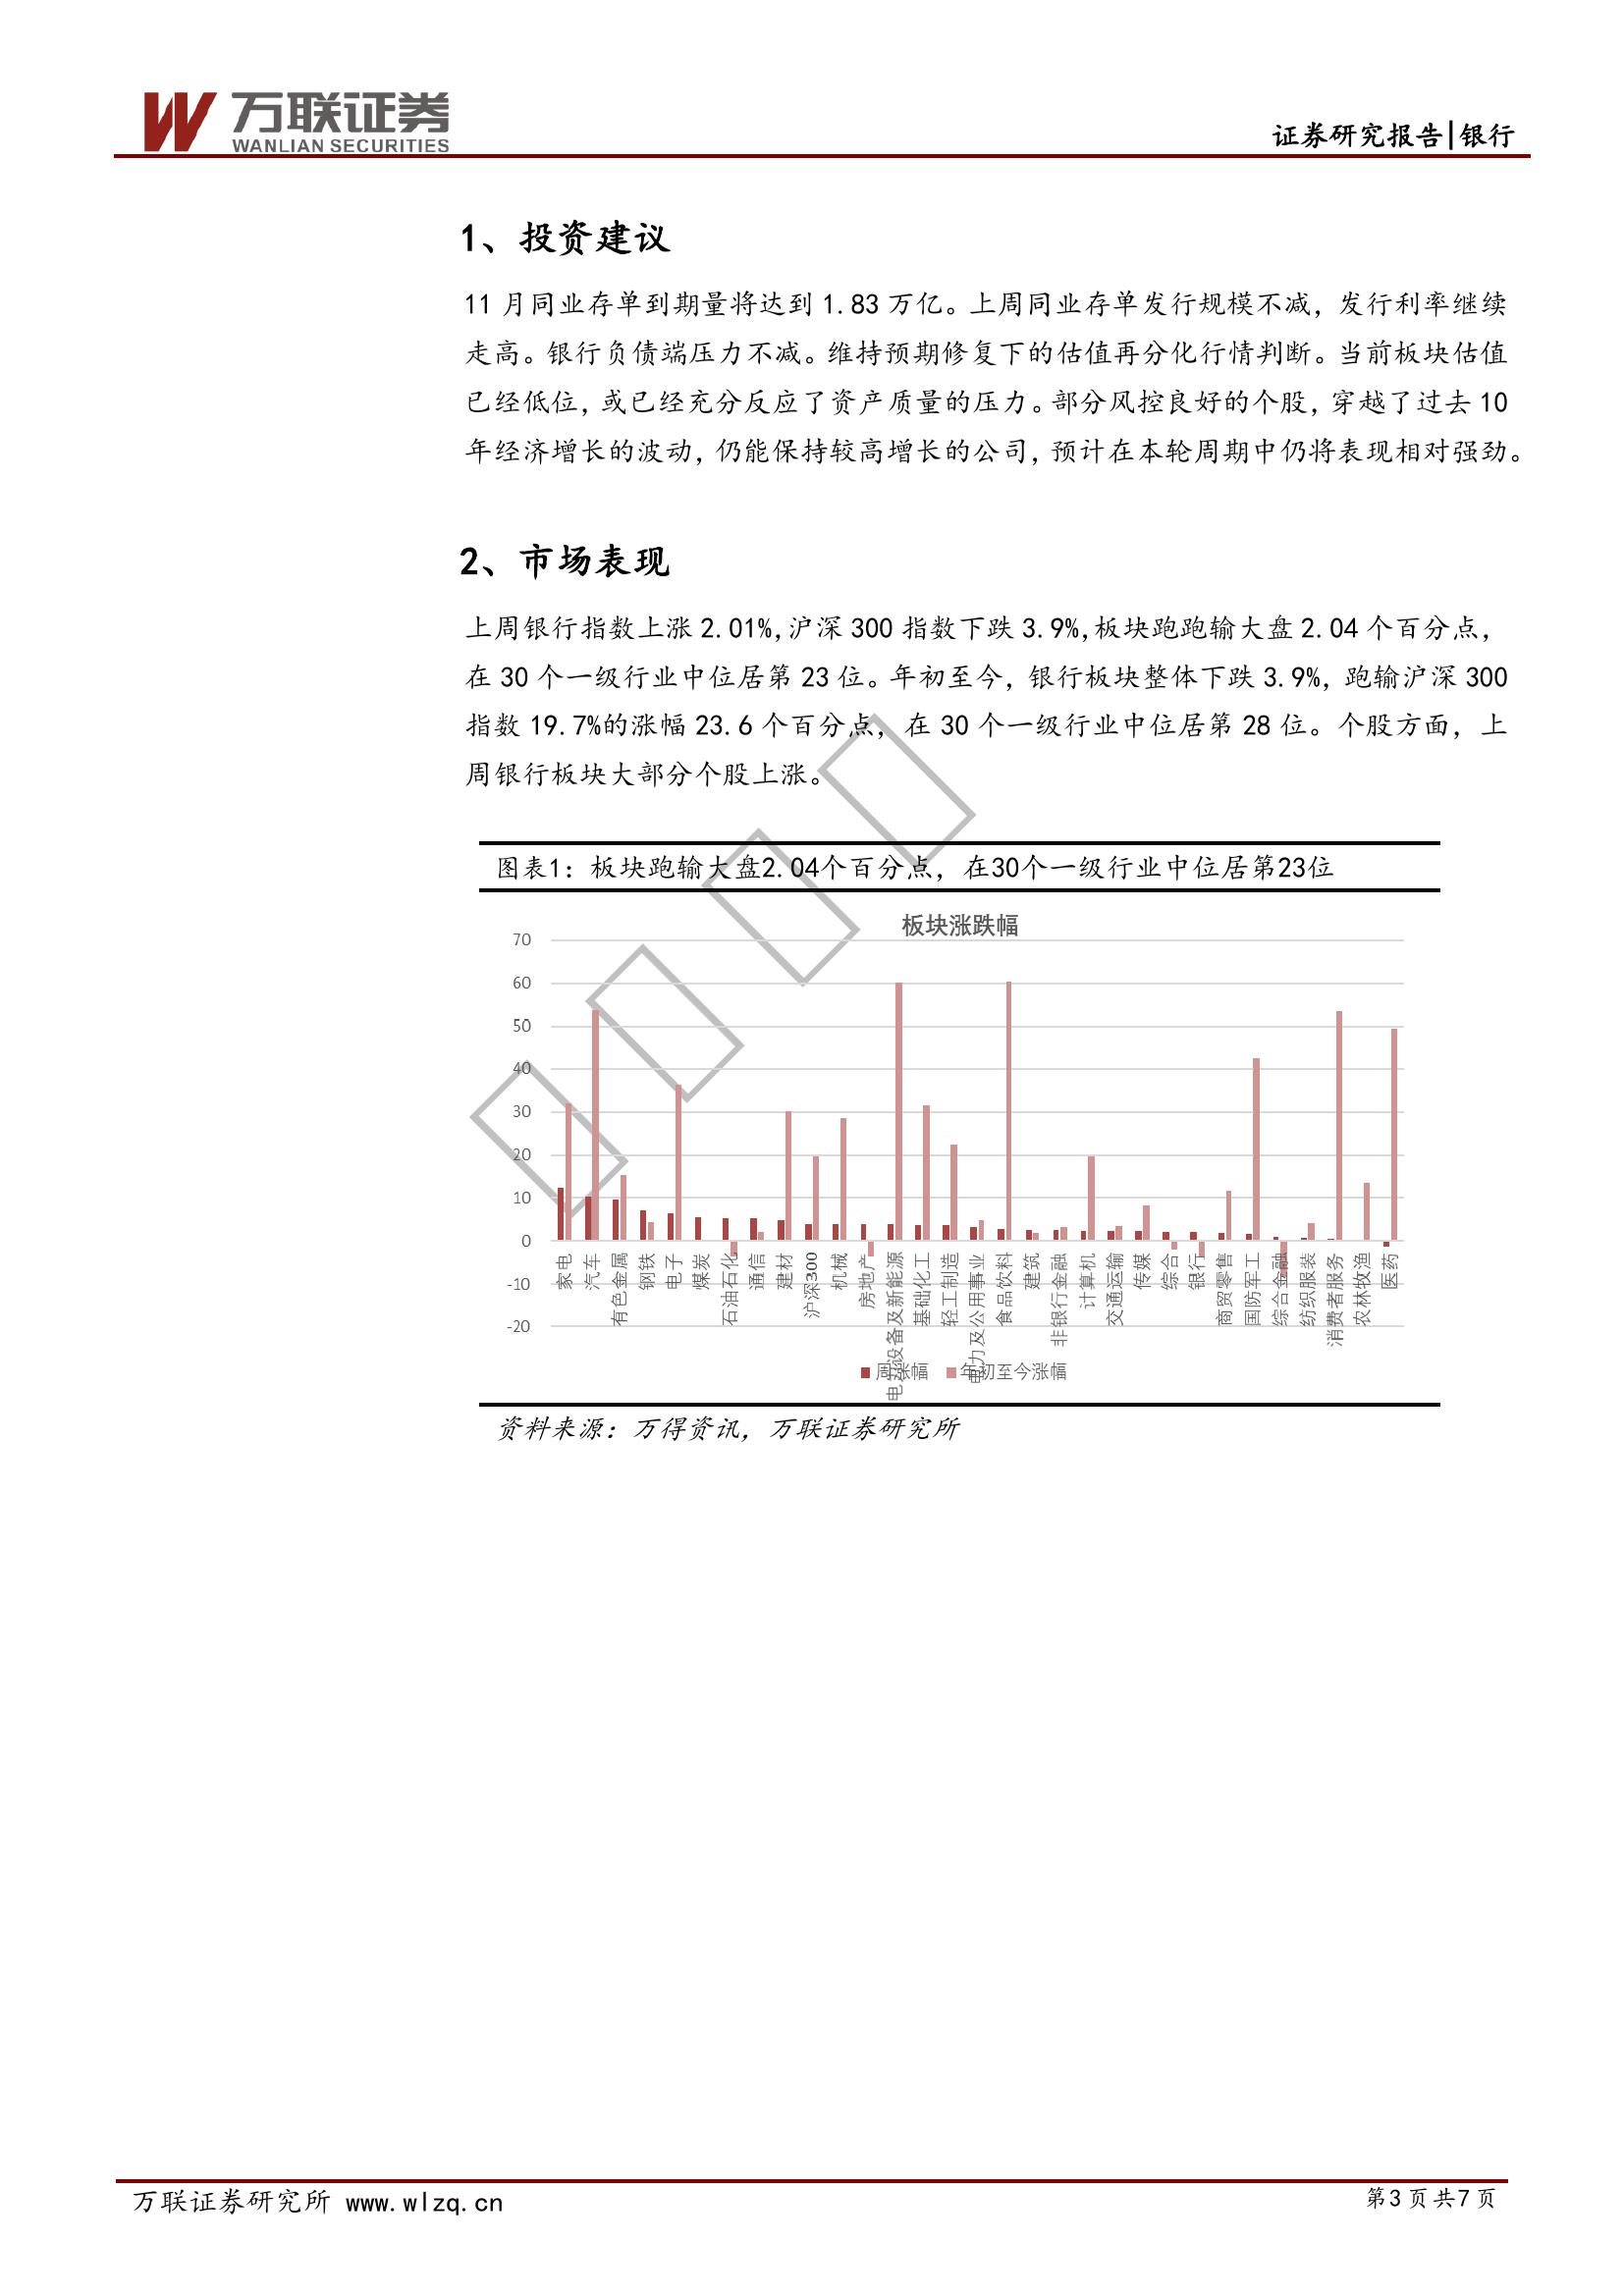 万联证券
WANLIAN SECURITIES
证券研究报告|银行
1、投资建议
11 月同业存单到期量将达到 1.83 万亿。上周同业存单发行规模不减，发行利率继续
走高。银行负债端压力不减。维持预期修复下的估值再分化行情判断。当前板块估值
已经低位，或已经充分反应了资产质量的压力。部分风控良好的个股，穿越了过去 10
年经济增长的波动，仍能保持较高增长的公司，预计在本轮周期中仍将表现相对强劲。
2、市场表现
上周银行指数上涨 2.01%,沪深 300 指数下跌 3.9%,板块跑跑输大盘 2.04 个百分点，
在 30 个一级行业中位居第 23 位。年初至今，银行板块整体下跌 3.9%，跑输沪深 300
指数 19.7%的涨幅 23.6 个百分点，在 30 个一级行业中位居第 28 位。个股方面，上
周银行板块大部分个股上涨。
图表1：板块跑输大盘2.04个百分点，在30个一级行业中位居第23位
板块涨跌幅
70
60
50
40
30
20
10
0
-10
-20
家电
汽车
有色金属
钢铁
电子
煤炭
石油石化
通信
建材
沪深300
机械
房地产
电力设备及新能源
基础化工
轻工制造
电力及公用事业
食品饮料
建筑
非银行金融
计算机
交通运输
传媒
综合
银行
商贸零售
国防军工
综合金融
纺织服装
消费者服务
农林牧渔
医药
周涨幅 年初至今涨幅
资料来源：万得资讯，万联证券研究所
万联证券研究所 www.wlzq.cn
第3页共7页